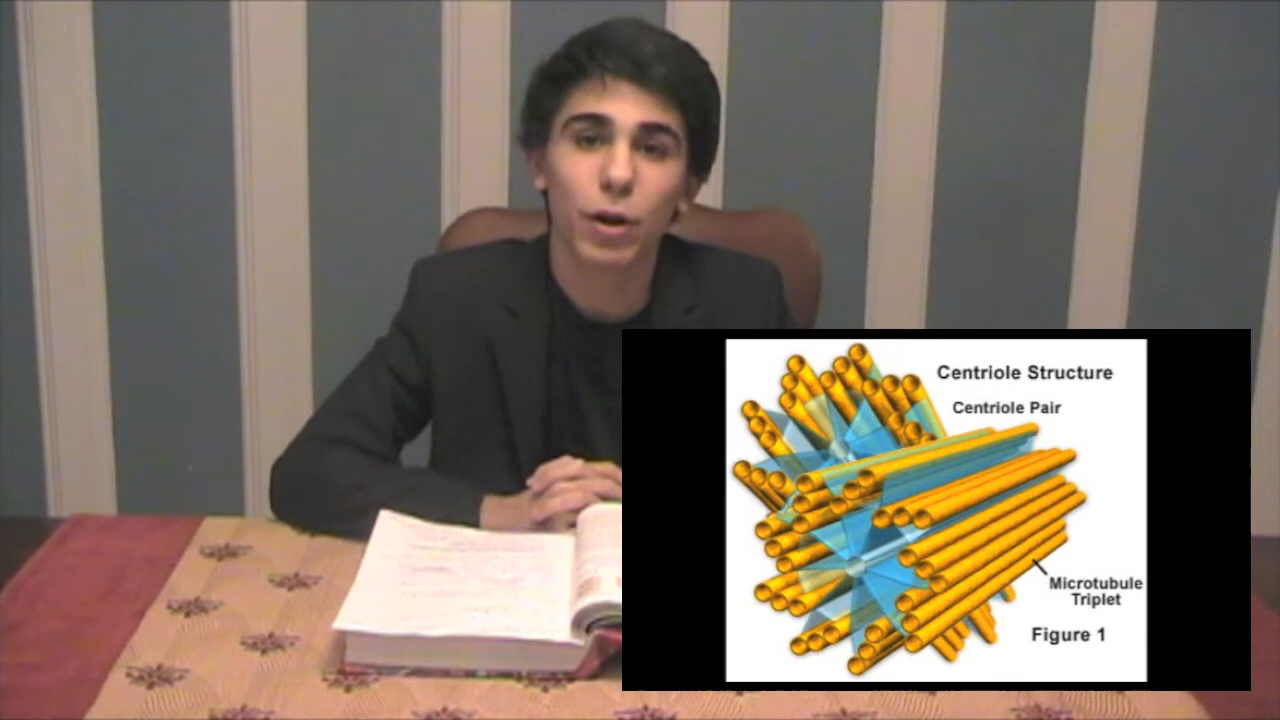 Centriole Structure
Centriole Pair
Microtubule
Triplet
Figure 1